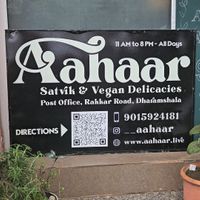 11 AM to 8 PM - All Days
Aahaar
Satvik & Vegan Delicacies
Post Office, Rakkar Road, Dharamshala
DIRECTIONS
9015924181
__aahaar
www.aahaar.live